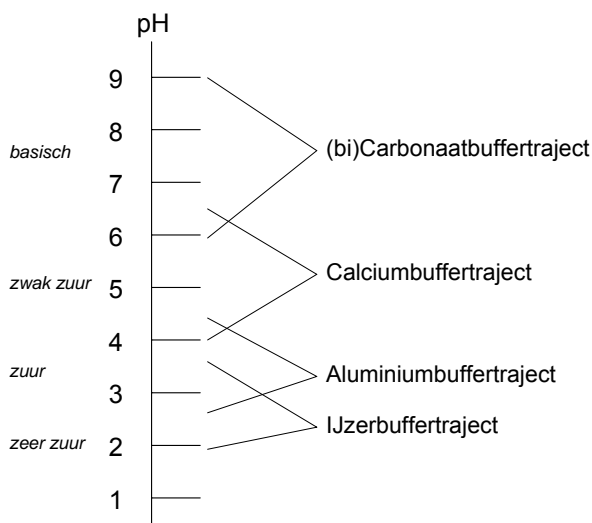 pH
9
8
basisch
(bi)Carbonaatbuffertraject
7
6
zwak zuur
Calciumbuffertraject
5
4
zuur
Aluminiumbuffertraject
3
IJzerbuffertraject
zeer zuur
2
1